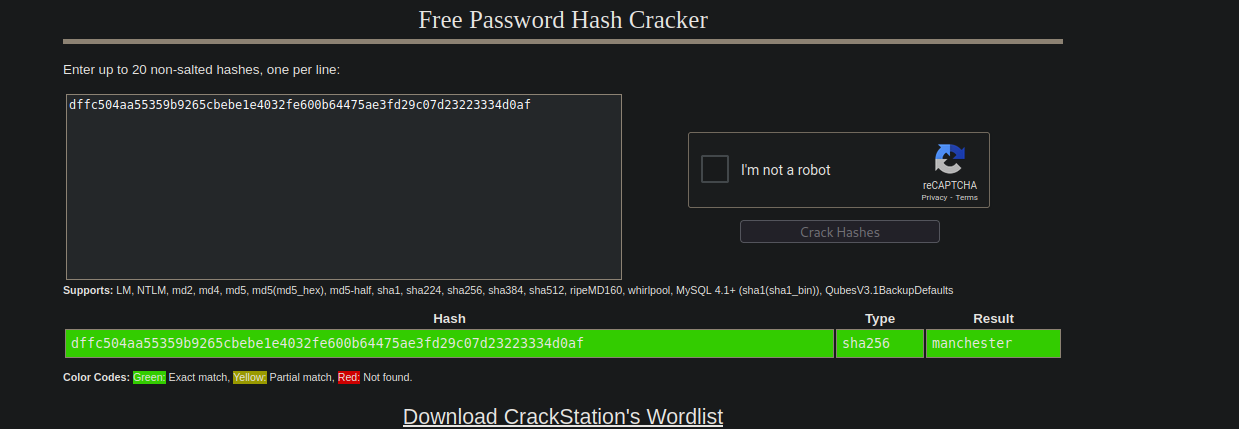 Free Password Hash Cracker
Enter up to 20 non-salted hashes, one per line:
dffc504aa55359b9265cbebe1e4032fe600b64475ae3fd29c07d23223334d0af
I'm not a robot
reCAPTCHA
Privacy - Terms
Crack Hashes
Supports: LM, NTLM, md2, md4, md5, md5(md5_hex), md5-half, sha1, sha224, sha256, sha384, sha512, ripeMD160, whirlpool, MySQL 4.1+ (sha1(sha1_bin)), QubesV3.1BackupDefaults
Hash Type Result
dffc504aa55359b9265cbebe1e4032fe600b64475ae3fd29c07d23223334d0af sha256 manchester
Color Codes: Green: Exact match, Yellow: Partial match, Red: Not found.
Download CrackStation's Wordlist